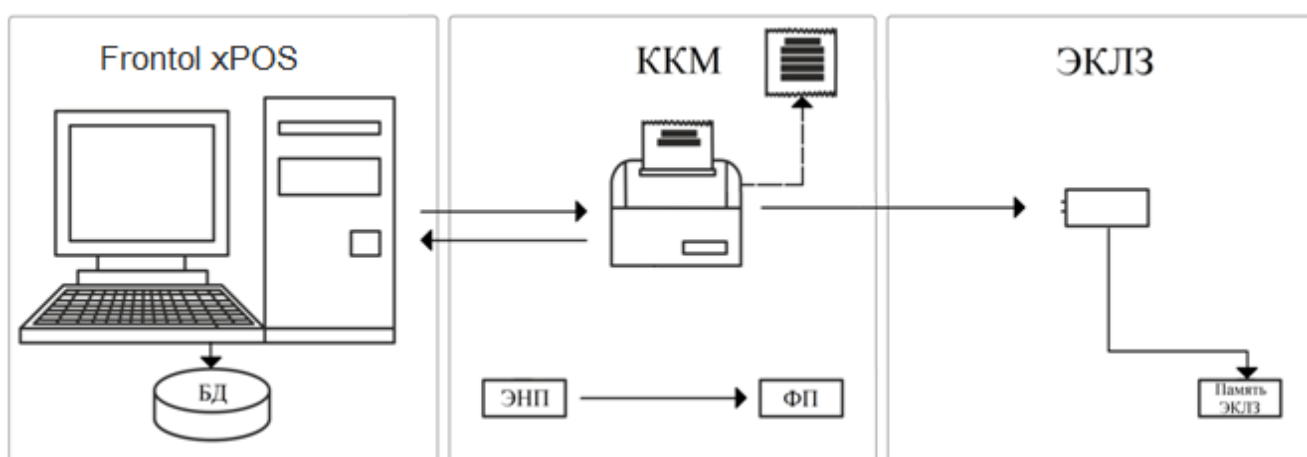 Frontol xPOS
ККМ
ЭКЛЗ
БД
ЭНП
ФП
Память
ЭКЛЗ